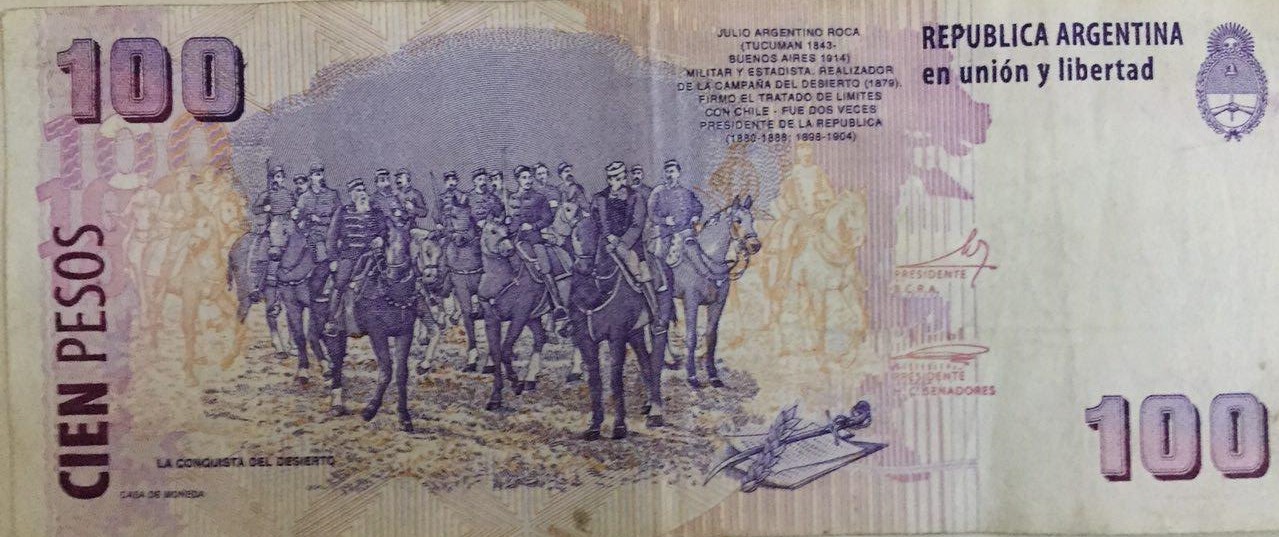 100
JULIO ARGENTINO ROCA
(TUCUMAN 1843-
BUENOS AIRES 1914)
MILITAR Y ESTADISTA. REALIZADOR
DE LA CAMPAÑA DEL DESIERTO (1879).
FIRMO EL TRATADO DE LIMITES
CON CHILE - FUE DOS VECES
PRESIDENTE DE LA REPUBLICA
(1880-1886; 1898-1904)
REPUBLICA ARGENTINA
en unión y libertad
100
CIEN PESOS
PRESIDENTE
B.C.R.A.
PRESIDENTE
H.C. SENADORES
LA CONQUISTA DEL DESIERTO
CASA DE MONEDA
100